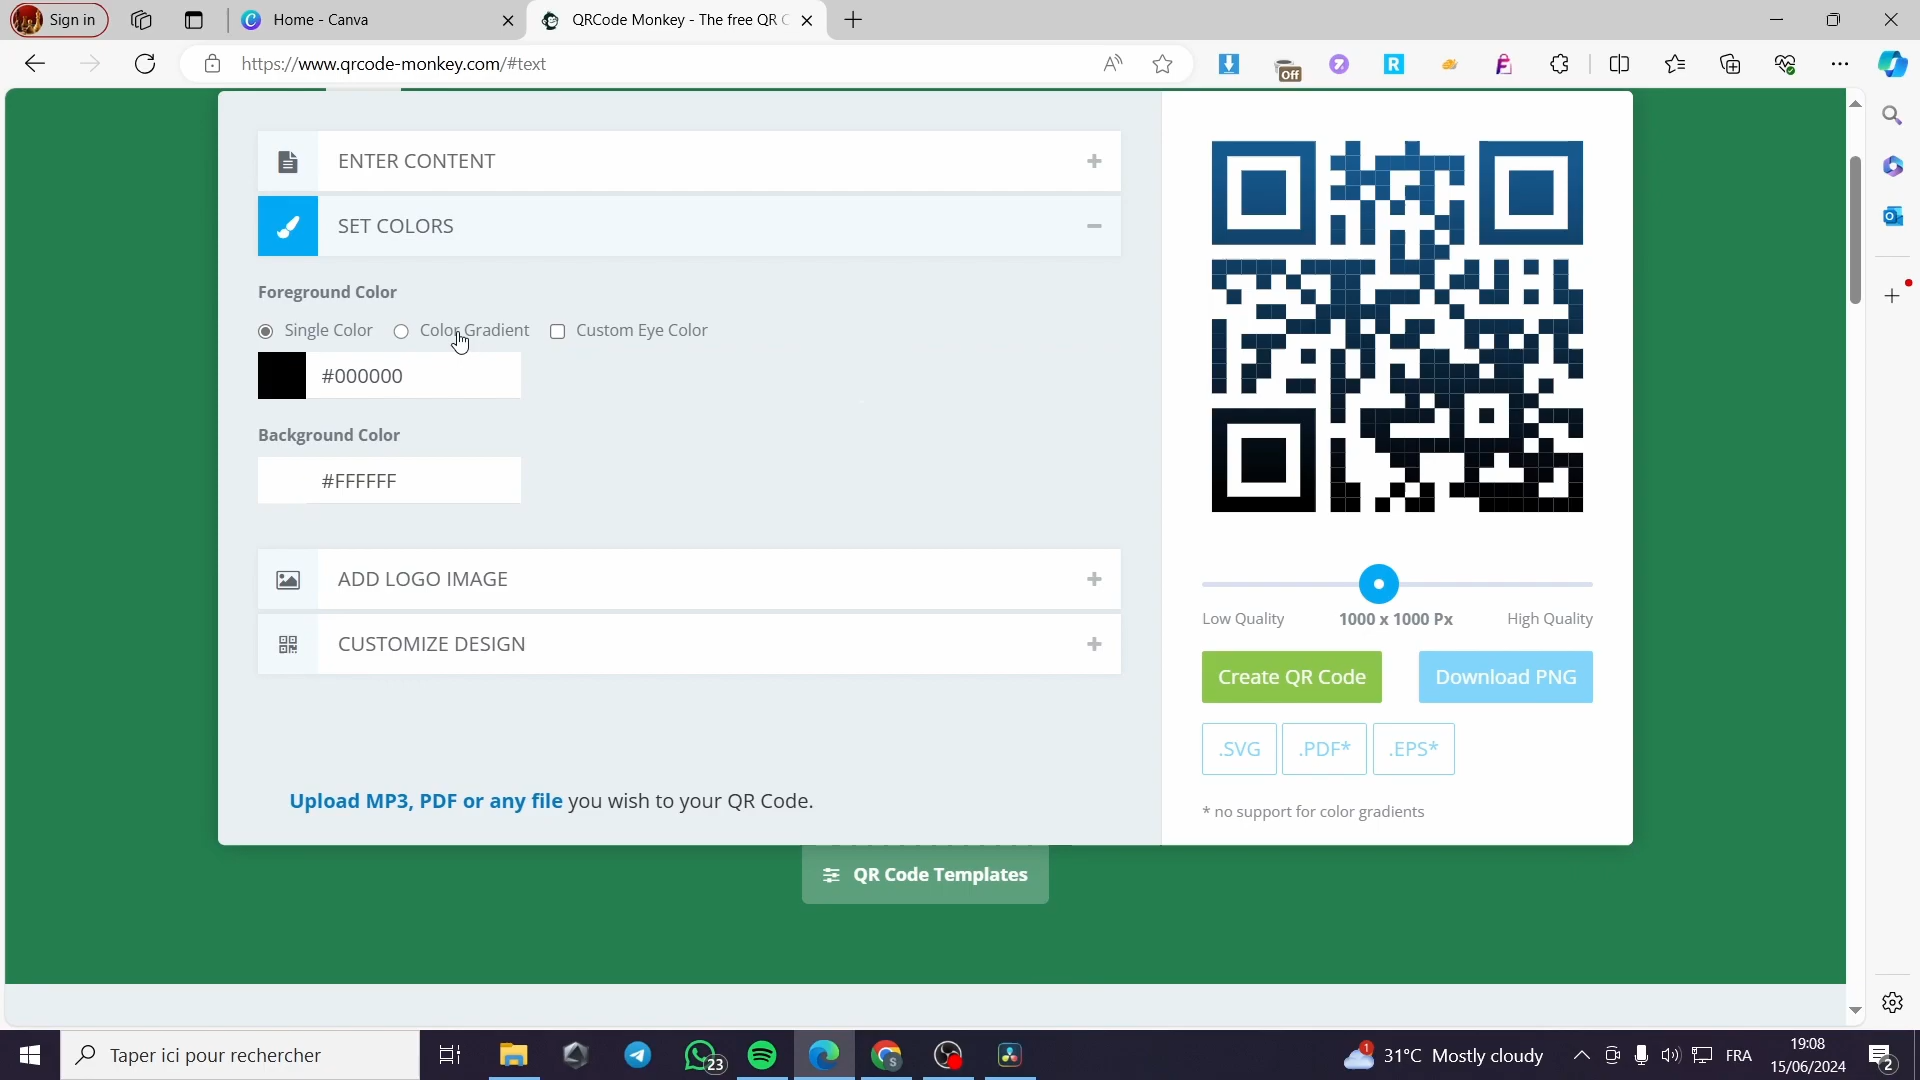 Sign in
Home - Canva
QRCode Monkey - The free QR C
https://www.qrcode-monkey.com/#text
Off
ENTER CONTENT
SET COLORS
Foreground Color
Single Color
Color Gradient
Custom Eye Color
#000000
Background Color
#FFFFFF
ADD LOGO IMAGE
CUSTOMIZE DESIGN
Upload MP3, PDF or any file you wish to your QR Code.
Low Quality
1000 x 1000 Px
High Quality
Create QR Code
Download PNG
.SVG
.PDF*
.EPS*
* no support for color gradients
QR Code Templates
Taper ici pour rechercher
23
1
31°C Mostly cloudy
FRA
19:08
15/06/2024
2